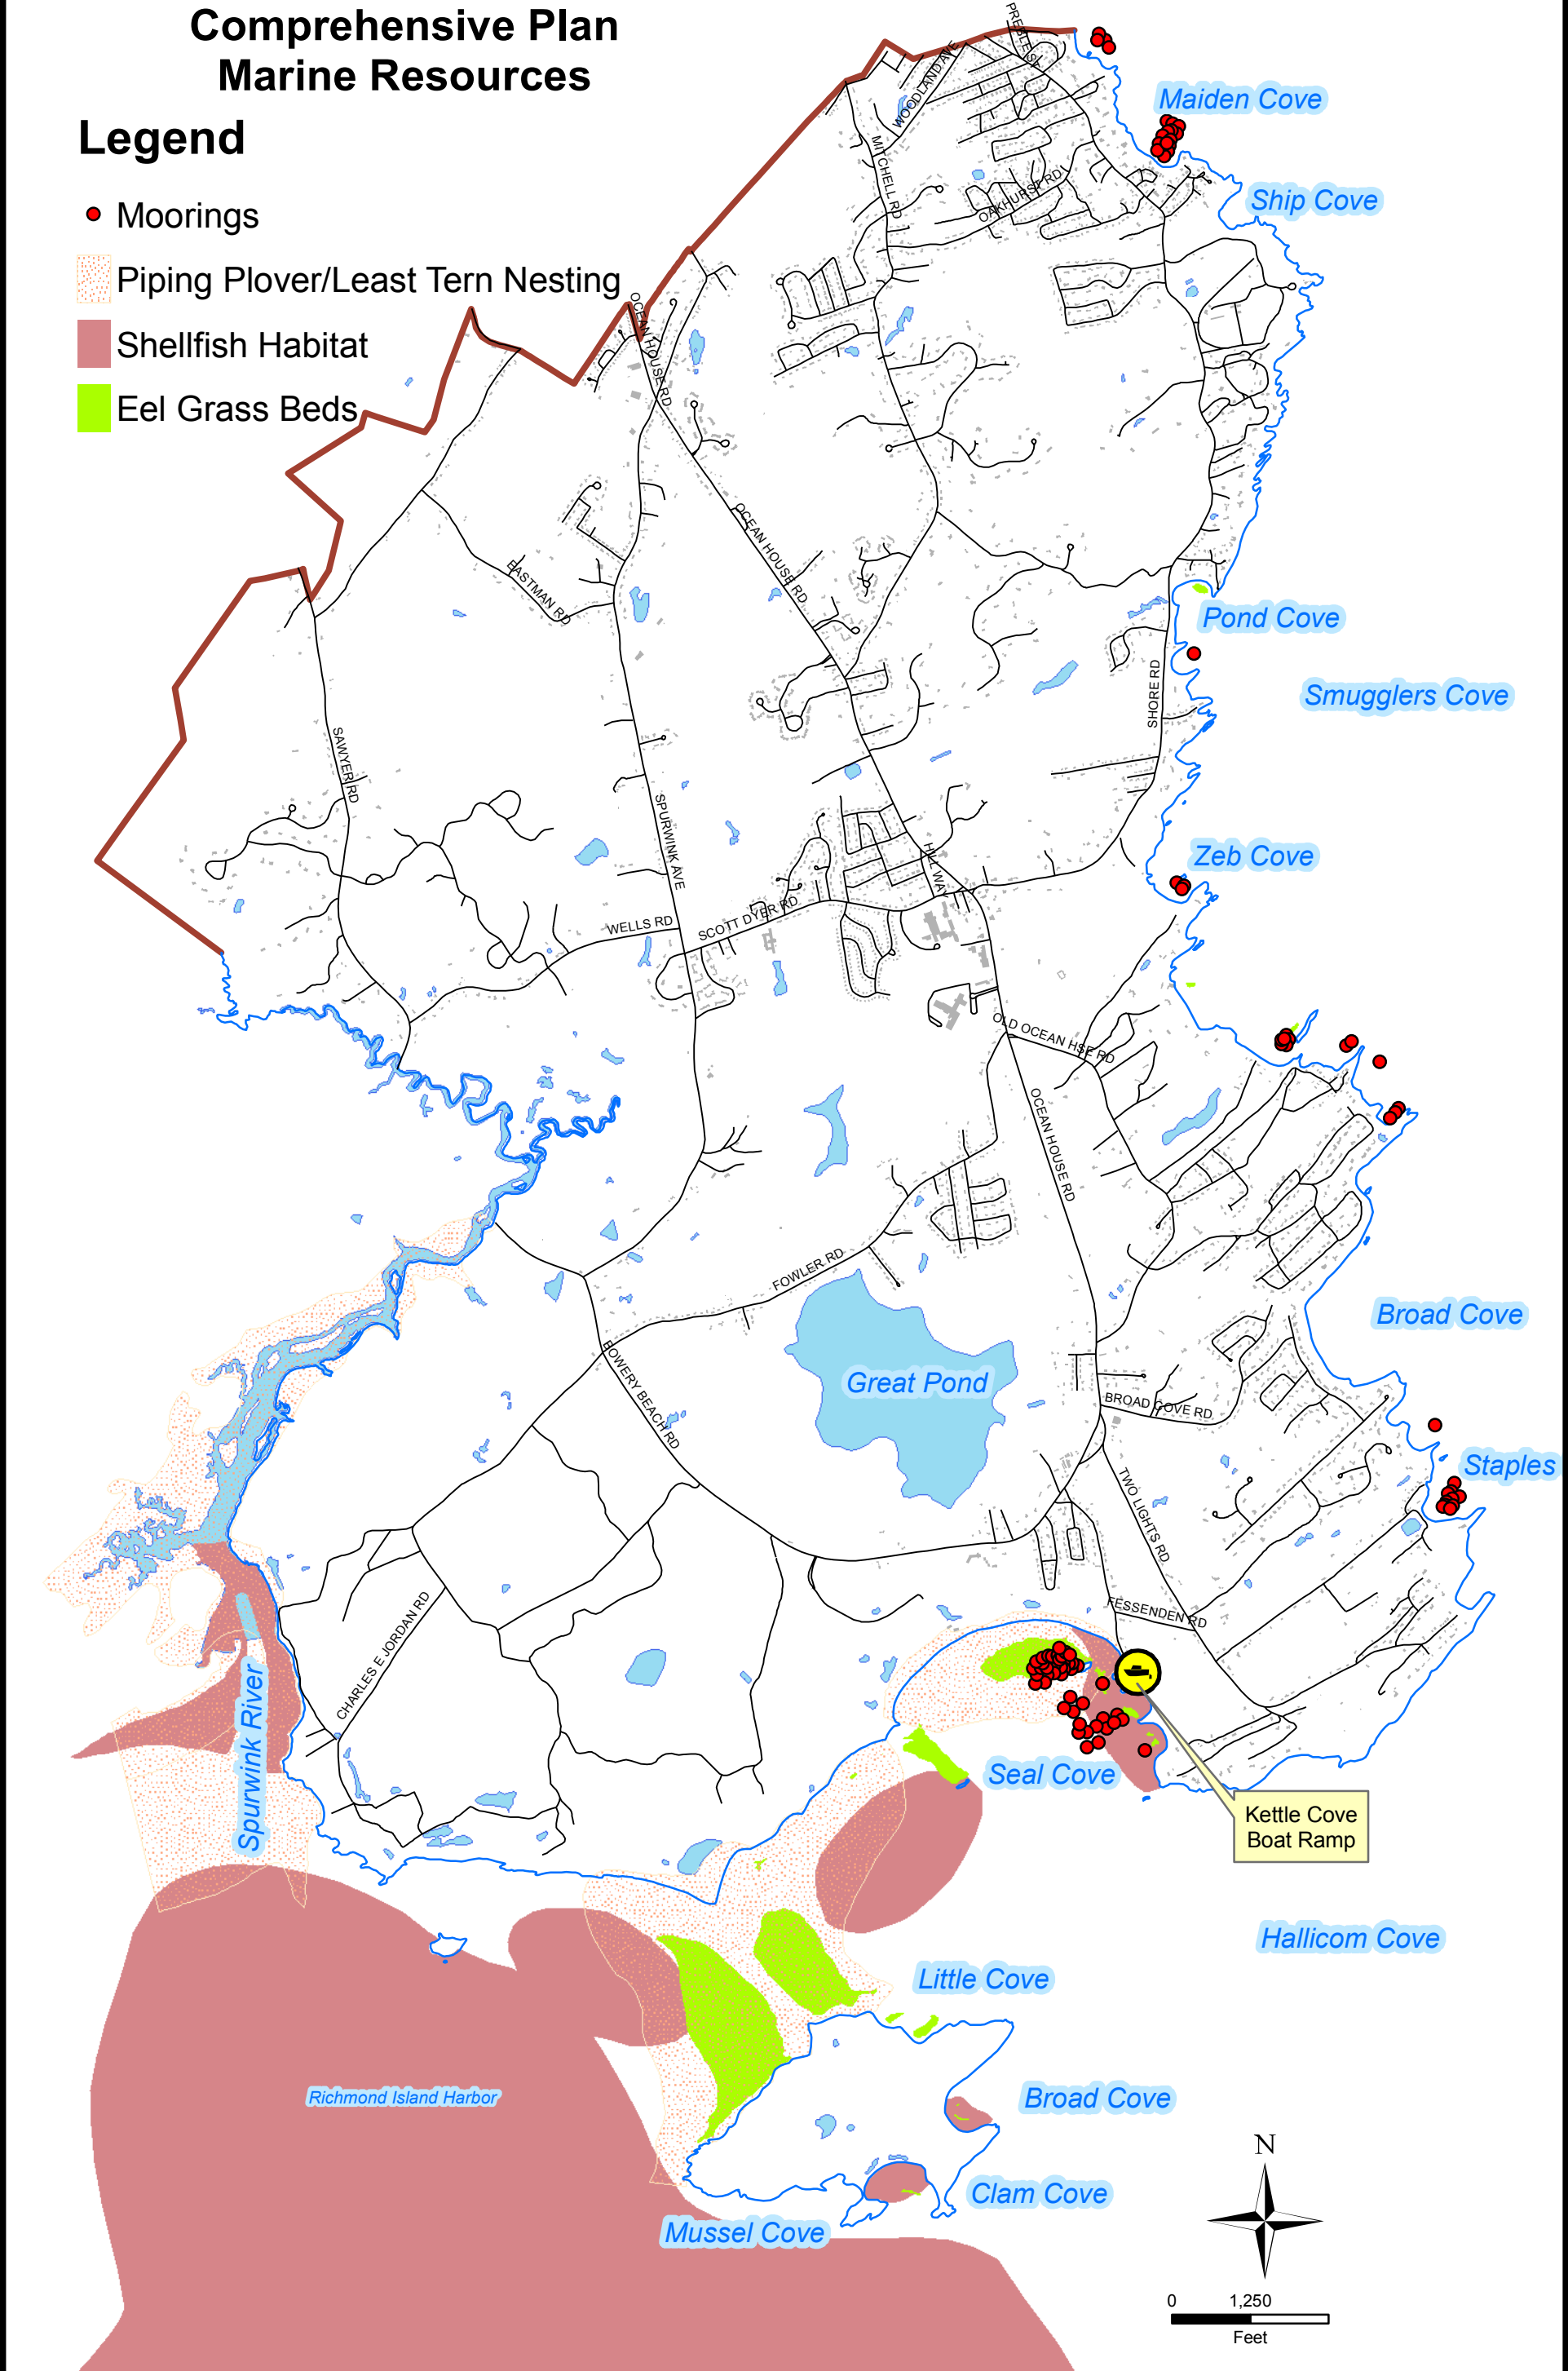 Comprehensive Plan
Marine Resources
Legend
Moorings
Piping Plover/Least Tern Nesting
Shellfish Habitat
Eel Grass Beds
PREBLE ST
WOODLAND AVE
Maiden Cove
MITCHELL RD
OAKHURST RD
Ship Cove
OCEAN HOUSE RD
OCEAN HOUSE RD
EASTMAN RD
Pond Cove
SHORE RD
Smugglers Cove
SAWYER RD
SPURWINK AVE
HILL WAY
Zeb Cove
WELLS RD
SCOTT DYER RD
OLD OCEAN HSE RD
OCEAN HOUSE RD
FOWLER RD
Broad Cove
BOWERY BEACH RD
Great Pond
BROAD COVE RD
Staples
TWO LIGHTS RD
CHARLES E JORDAN RD
FESSENDEN RD
Spurwink River
Seal Cove
Kettle Cove
Boat Ramp
Hallicom Cove
Little Cove
Richmond Island Harbor
Broad Cove
Clam Cove
Mussel Cove
N
0 1,250
Feet